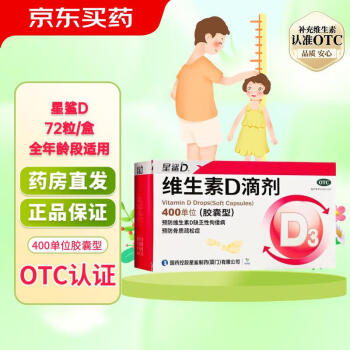 京东买药
补充维生素
认准OTC
品质 安心
星鲨D
72粒/盒
全年龄段适用
药房直发
正品保证
400单位胶囊型
OTC认证
星鲨D
OTC
维生素D滴剂
Vitamin D Drops(Soft Capsules)
400单位(胶囊型)
预防维生素D缺乏性佝偻病
预防骨质疏松症
D3
国药控股星鲨制药(厦门)有限公司